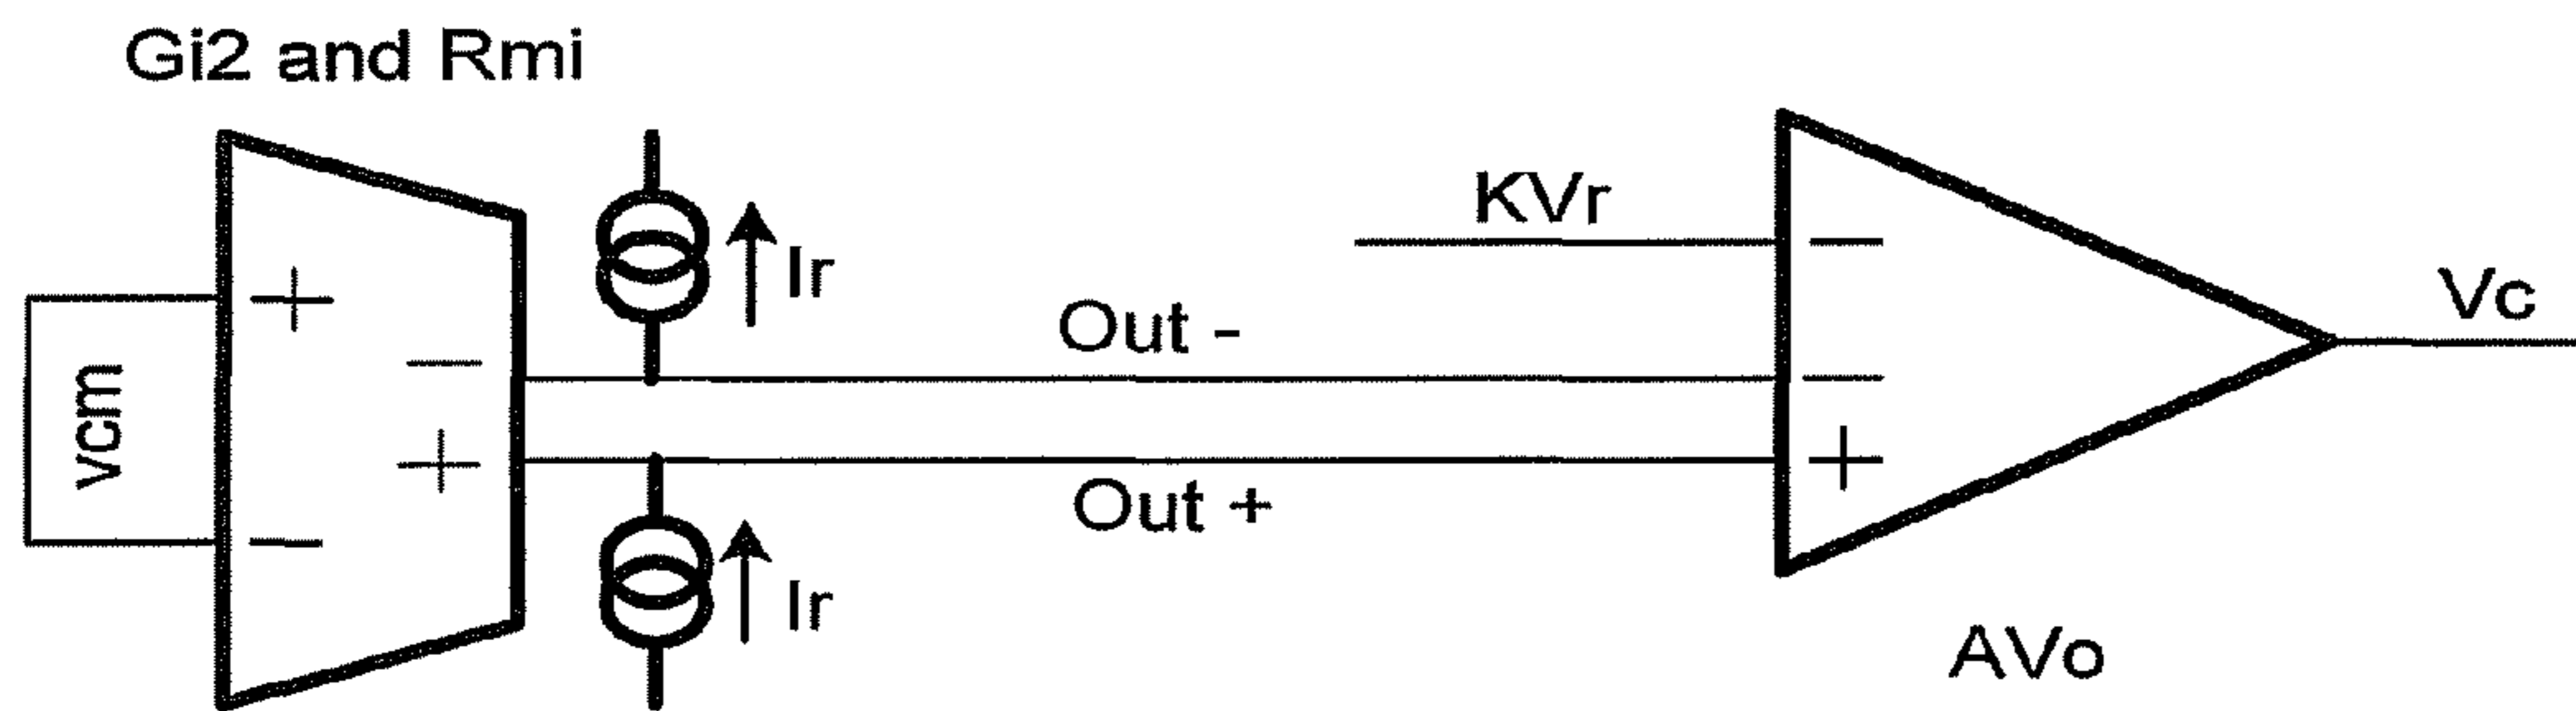 Gi2 and Rmi
vcm
+
−
−
+
Ir
Ir
KVr
Out -
Out +
−
−
+
Vc
AVo